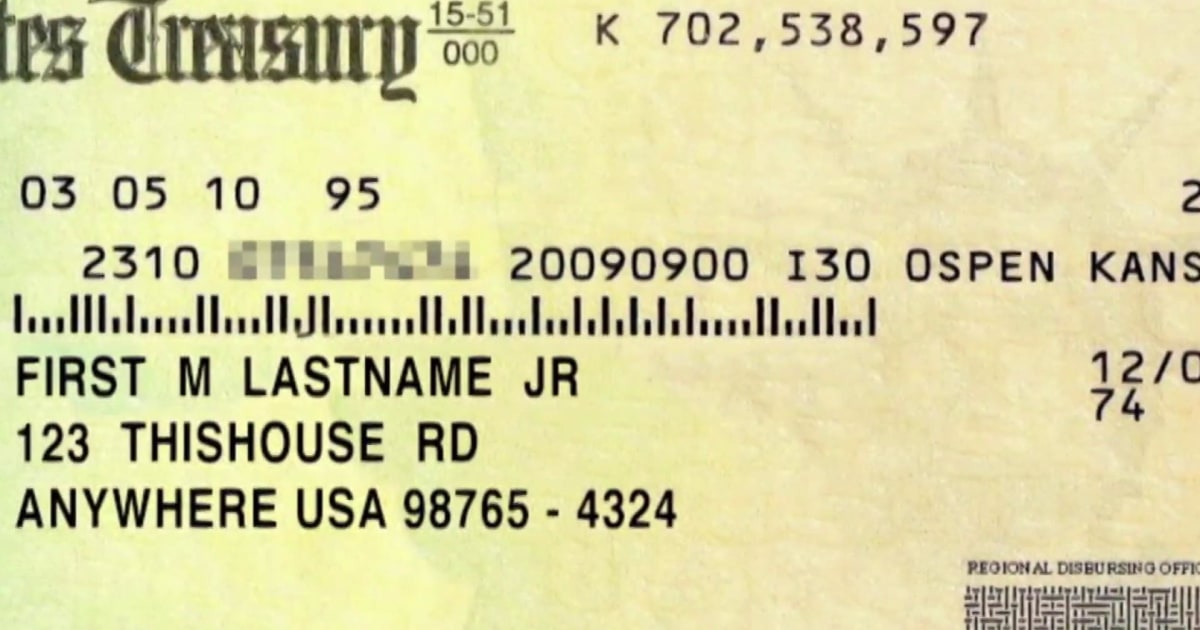 tes Treasury 15-51 K 702,538,597
000
03 05 10 95 2
2310 20090900 I30 OSPEN KANS
FIRST M LASTNAME JR 12/0
123 THISHOUSE RD 74
ANYWHERE USA 98765 - 4324
REGIONAL DISBURSING OFFIC